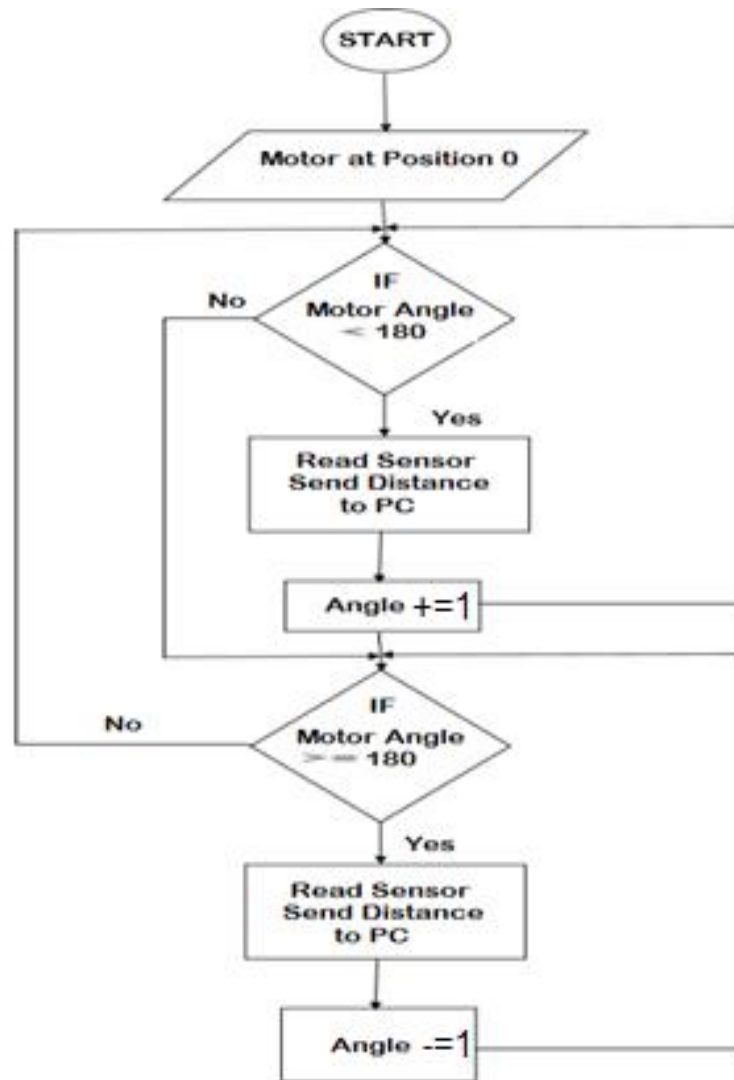 START
Motor at Position 0
IF
Motor Angle
< 180
No
Yes
Read Sensor
Send Distance
to PC
Angle +=1
IF
Motor Angle
>= 180
No
Yes
Read Sensor
Send Distance
to PC
Angle -=1